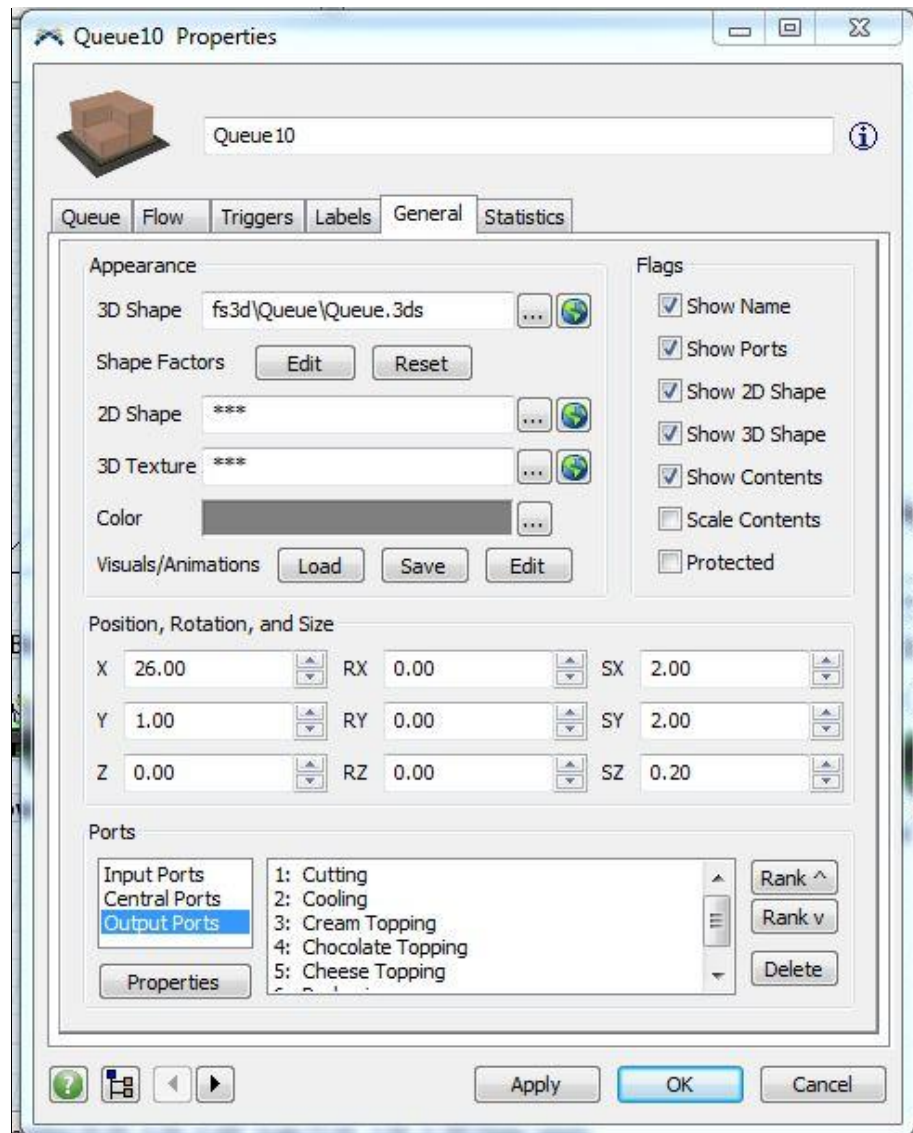 Queue10 Properties
Queue10
Queue Flow Triggers Labels General Statistics
Appearance
3D Shape fs3d\Queue\Queue.3ds ...
Shape Factors Edit Reset
2D Shape *** ...
3D Texture *** ...
Color ...
Visuals/Animations Load Save Edit
Flags
Show Name
Show Ports
Show 2D Shape
Show 3D Shape
Show Contents
Scale Contents
Protected
Position, Rotation, and Size
X 26.00 RX 0.00 SX 2.00
Y 1.00 RY 0.00 SY 2.00
Z 0.00 RZ 0.00 SZ 0.20
Ports
Input Ports
Central Ports
Output Ports
Properties
1: Cutting
2: Cooling
3: Cream Topping
4: Chocolate Topping
5: Cheese Topping
Rank ^
Rank v
Delete
Apply OK Cancel